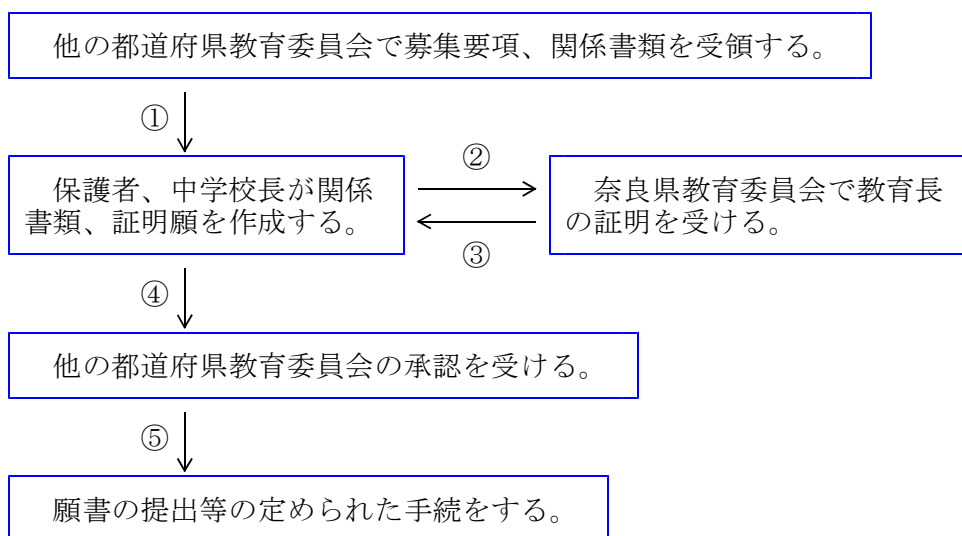 他の都道府県教育委員会で募集要項、関係書類を受領する。
①
保護者、中学校長が関係
書類、証明願を作成する。
②
③
奈良県教育委員会で教育長
の証明を受ける。
④
他の都道府県教育委員会の承認を受ける。
⑤
願書の提出等の定められた手続をする。